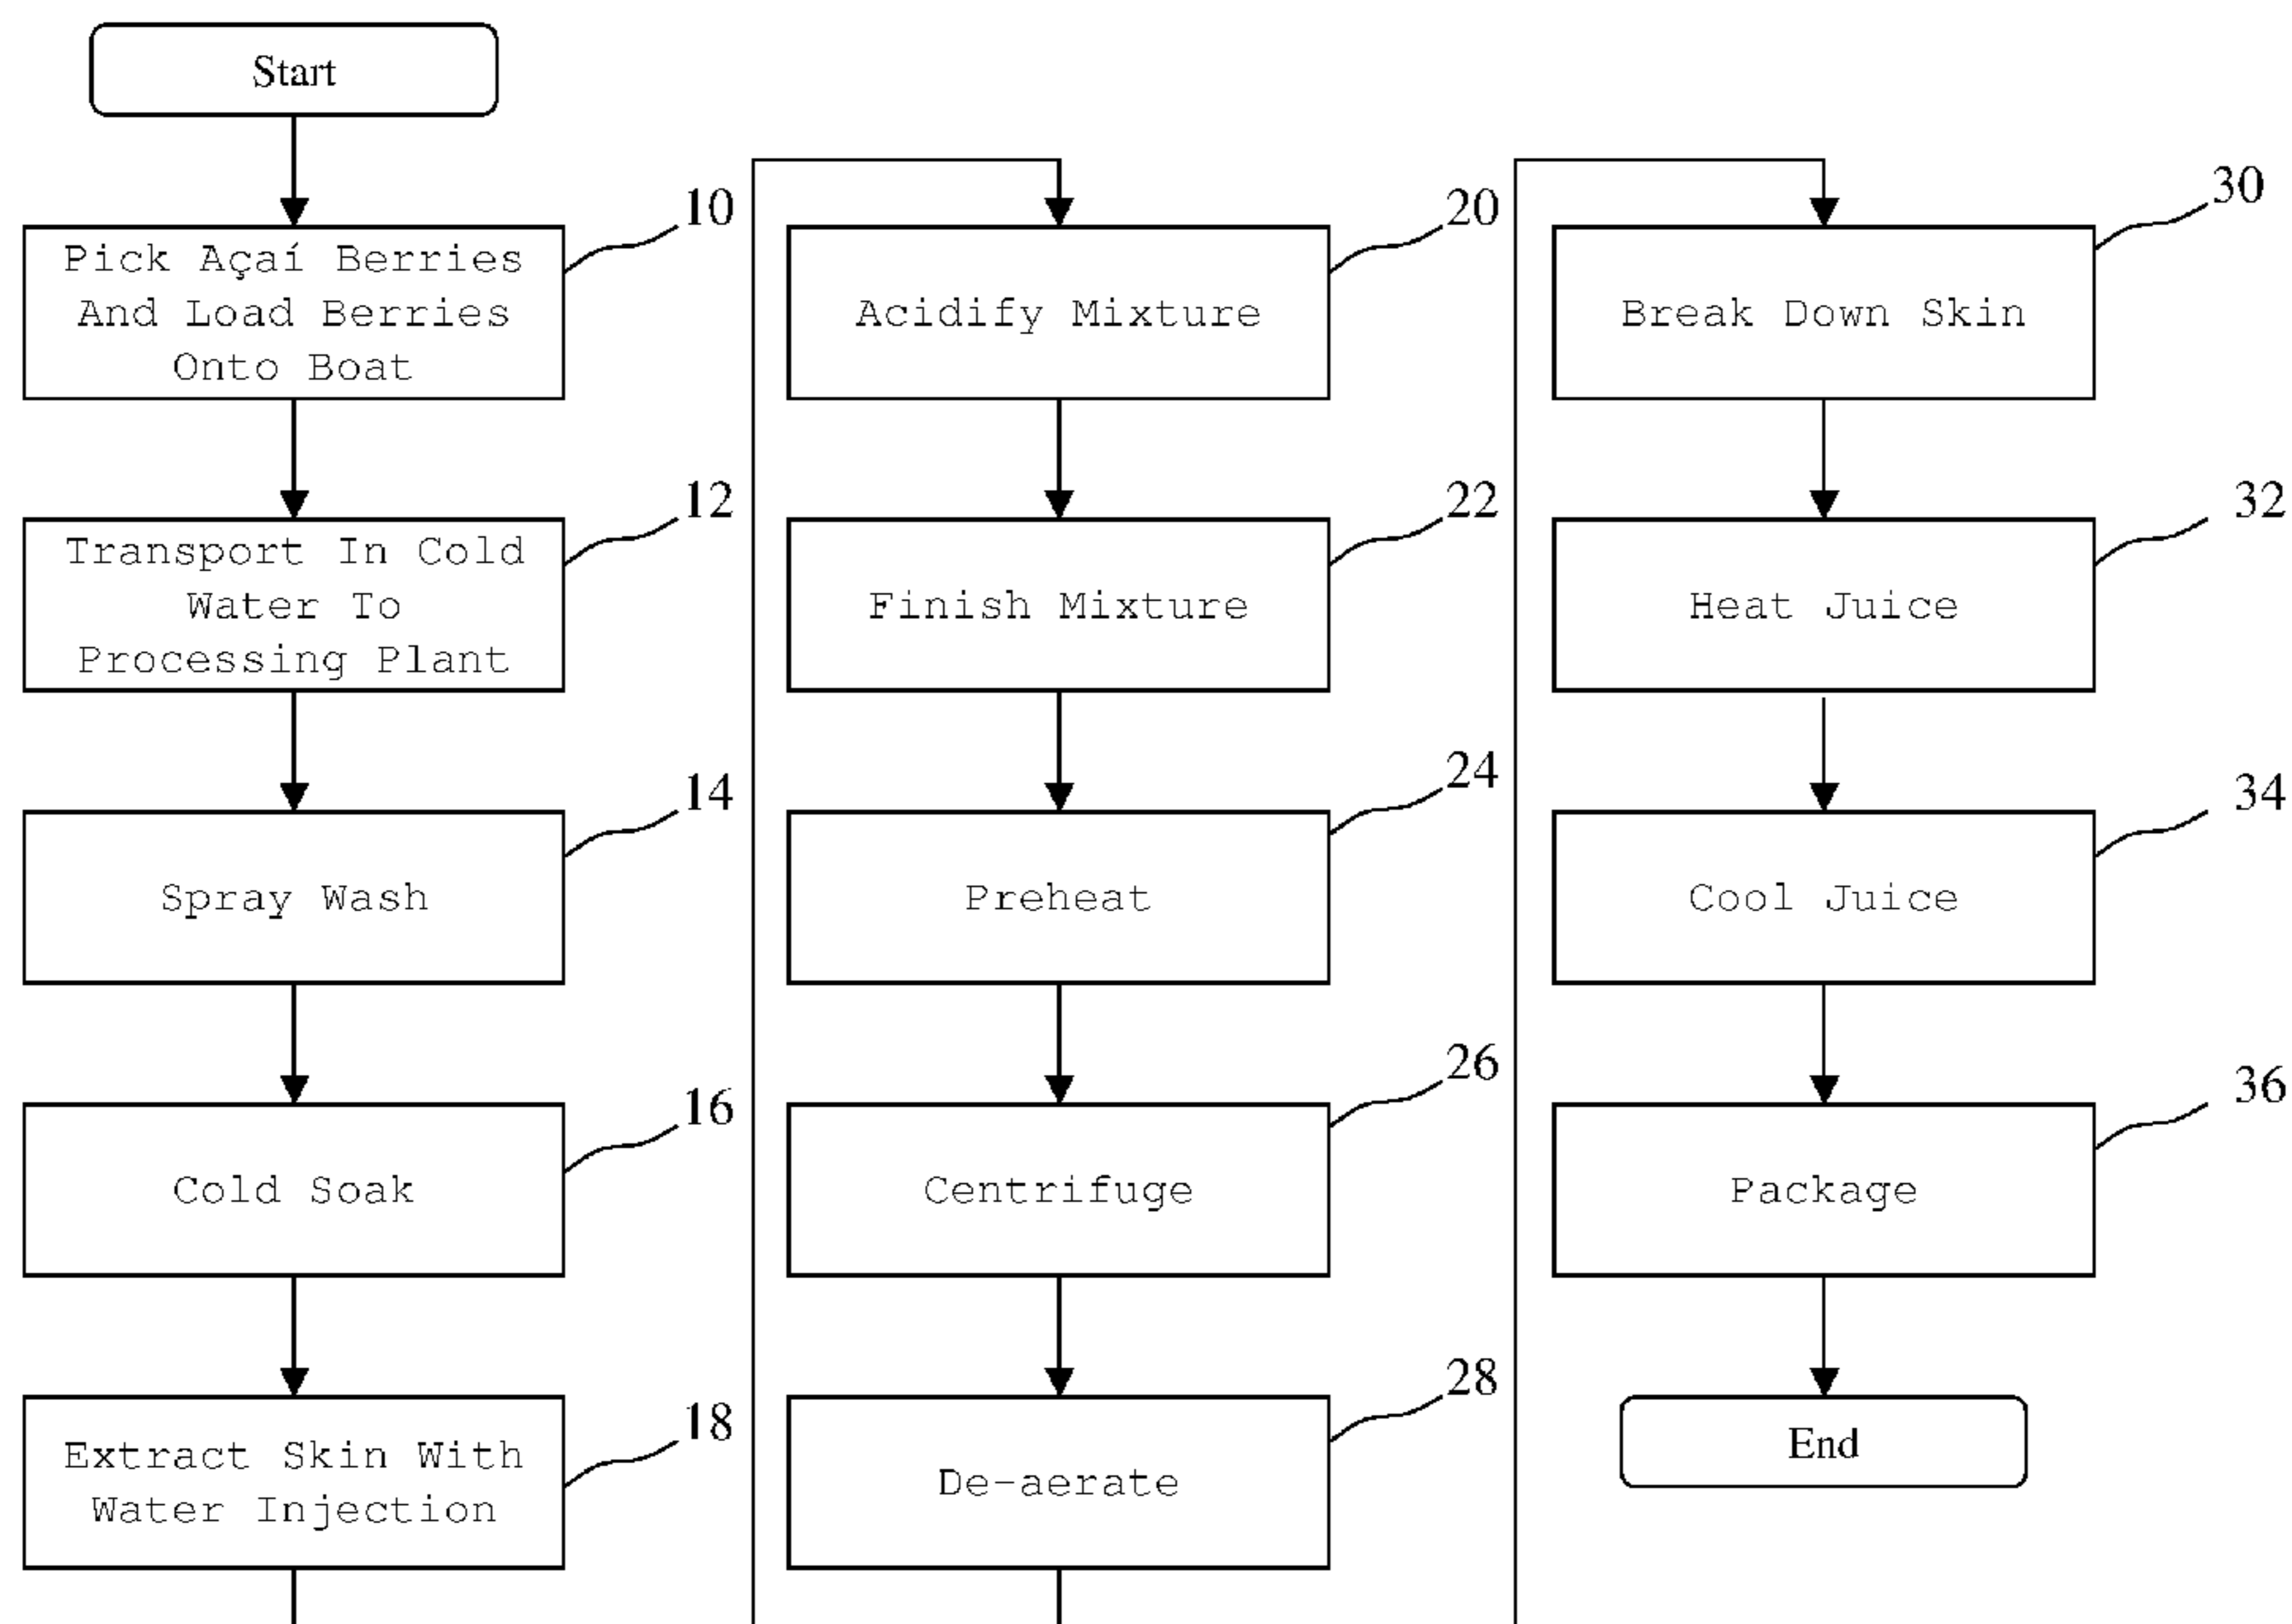 Start
10
Pick Açaí Berries
And Load Berries
Onto Boat
12
Transport In Cold
Water To
Processing Plant
14
Spray Wash
16
Cold Soak
18
Extract Skin With
Water Injection
20
Acidify Mixture
22
Finish Mixture
24
Preheat
26
Centrifuge
28
De-aerate
30
Break Down Skin
32
Heat Juice
34
Cool Juice
36
Package
End